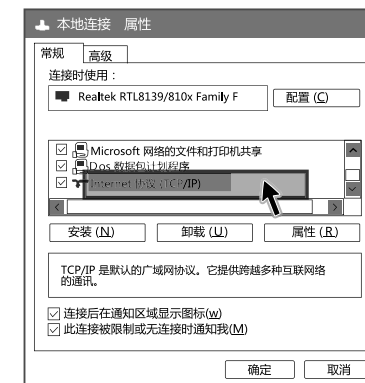 本地连接 属性
常规 高级
连接时使用：
Realtek RTL8139/810x Family F 配置 (C)
Microsoft 网络的文件和打印机共享
Qos 数据包计划程序
Internet 协议 (TCP/IP)
安装 (N) 卸载 (U) 属性 (R)
TCP/IP 是默认的广域网协议。它提供跨越多种互联网络
的通讯。
连接后在通知区域显示图标(w)
此连接被限制或无连接时通知我(M)
确定 取消